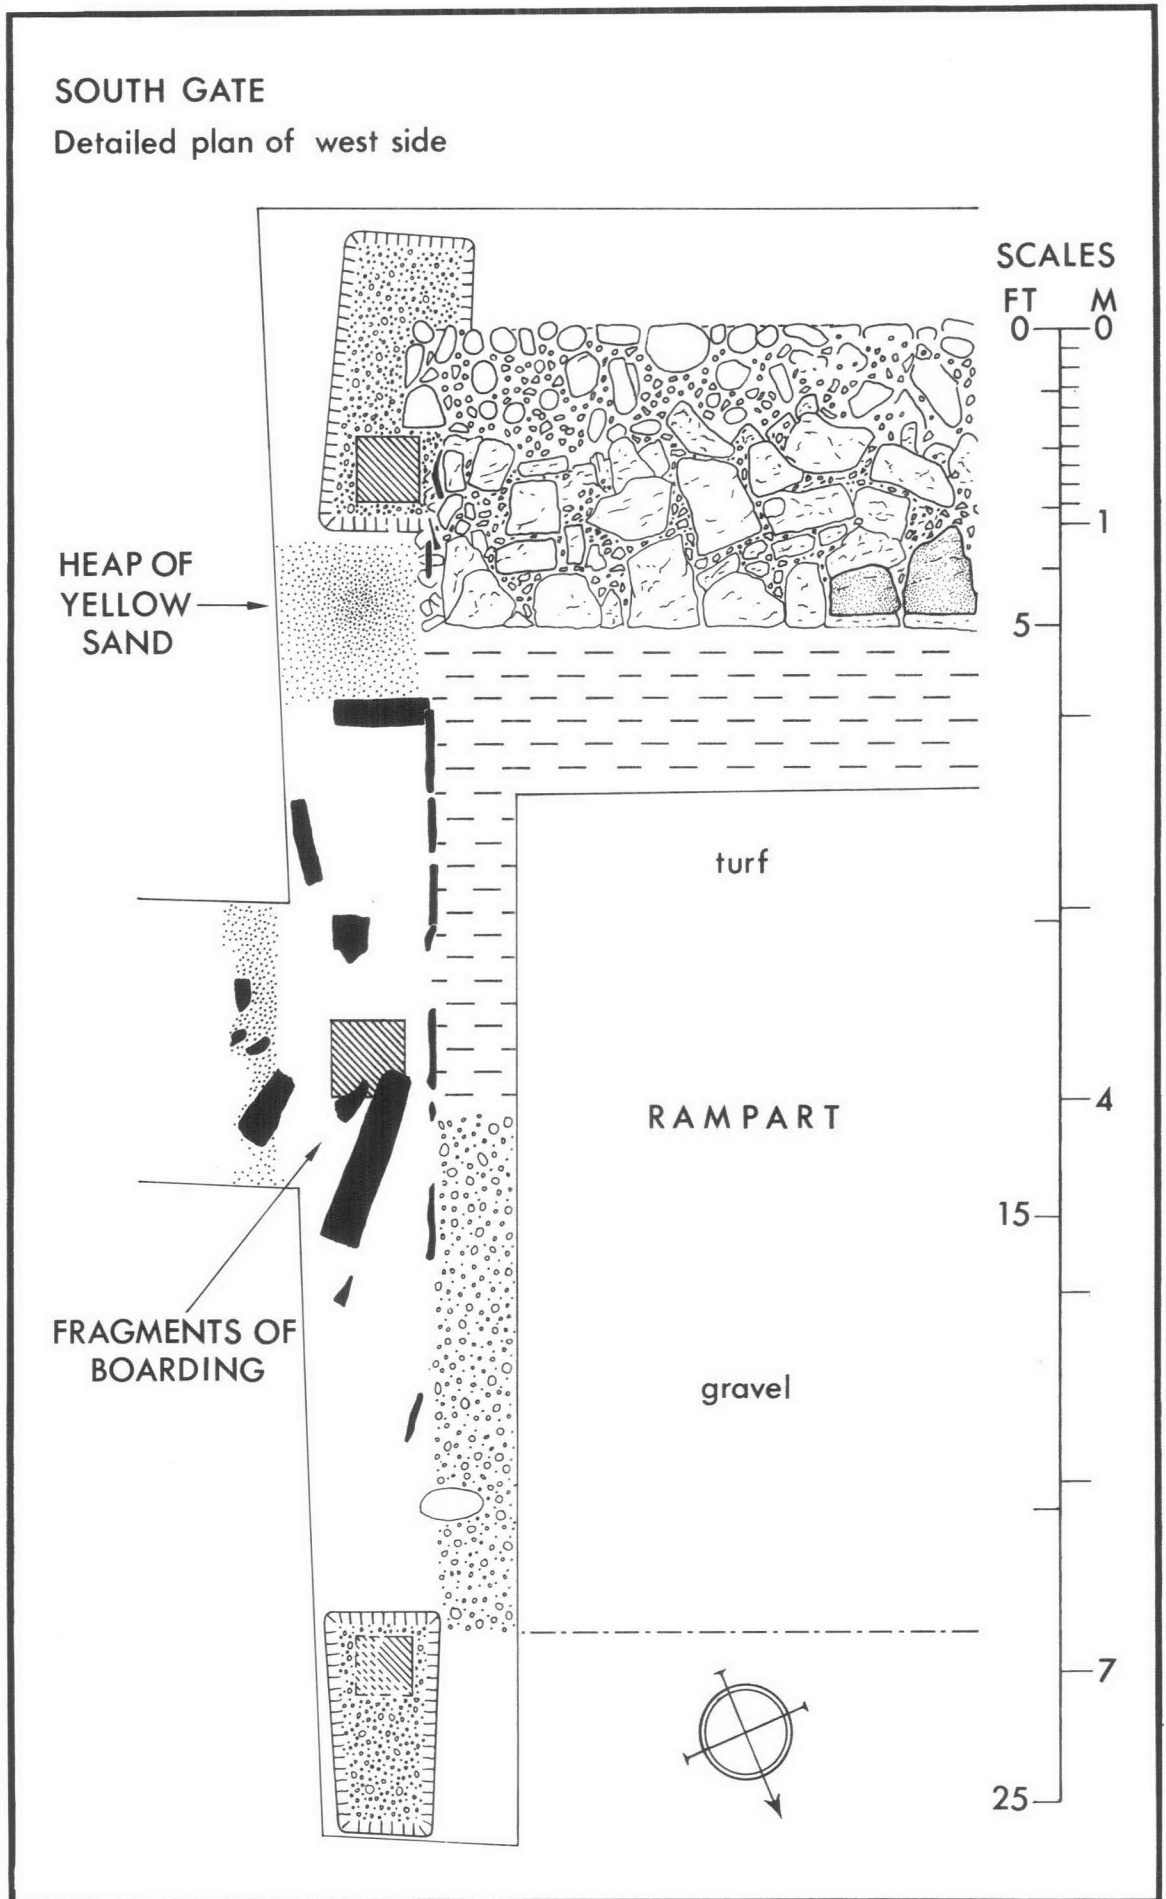 SOUTH GATE
Detailed plan of west side
SCALES
FT M
0 0
HEAP OF
YELLOW
SAND
1
5
turf
RAMPART
4
15
FRAGMENTS OF
BOARDING
gravel
7
25